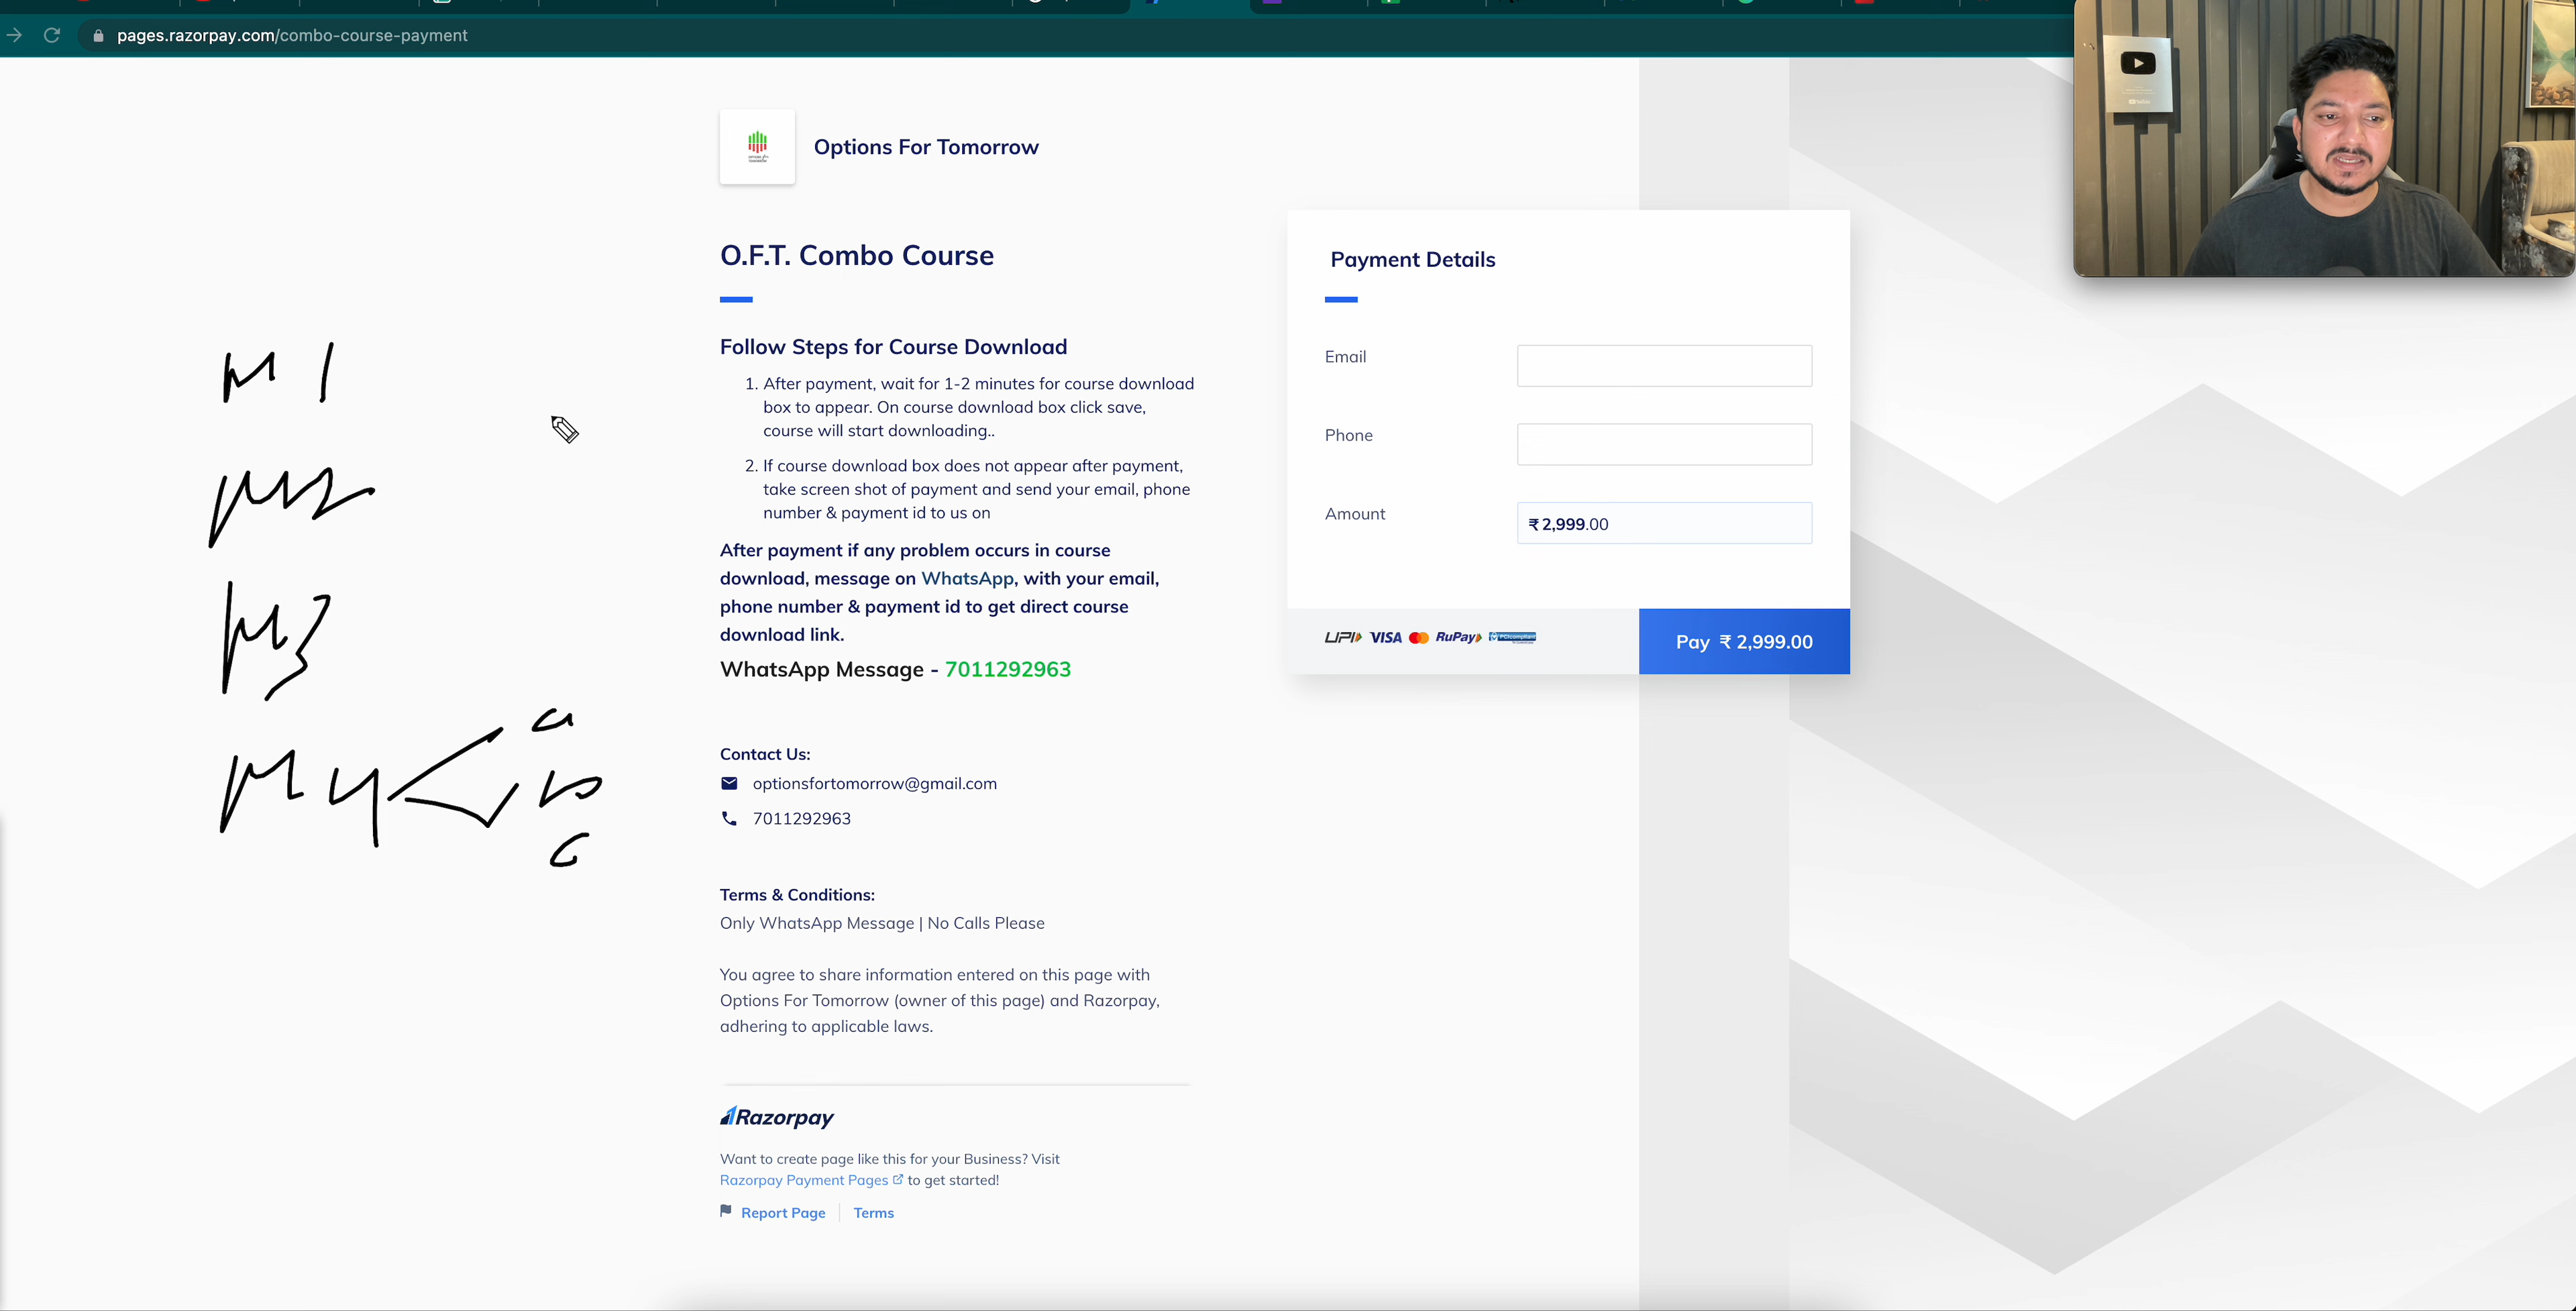 pages.razorpay.com/combo-course-payment
Options For Tomorrow
O.F.T. Combo Course
Follow Steps for Course Download
1. After payment, wait for 1-2 minutes for course download
box to appear. On course download box click save,
course will start downloading..
2. If course download box does not appear after payment,
take screen shot of payment and send your email, phone
number & payment id to us on
After payment if any problem occurs in course
download, message on WhatsApp, with your email,
phone number & payment id to get direct course
download link.
WhatsApp Message - 7011292963
Contact Us:
optionsfortomorrow@gmail.com
7011292963
Terms & Conditions:
Only WhatsApp Message | No Calls Please
You agree to share information entered on this page with
Options For Tomorrow (owner of this page) and Razorpay,
adhering to applicable laws.
Razorpay
Want to create page like this for your Business? Visit
Razorpay Payment Pages to get started!
Report Page | Terms
Payment Details
Email
Phone
Amount
₹ 2,999.00
UPI VISA RuPay PCI compliant
Pay ₹ 2,999.00
M 1
M2
M3
M4
a
b
c